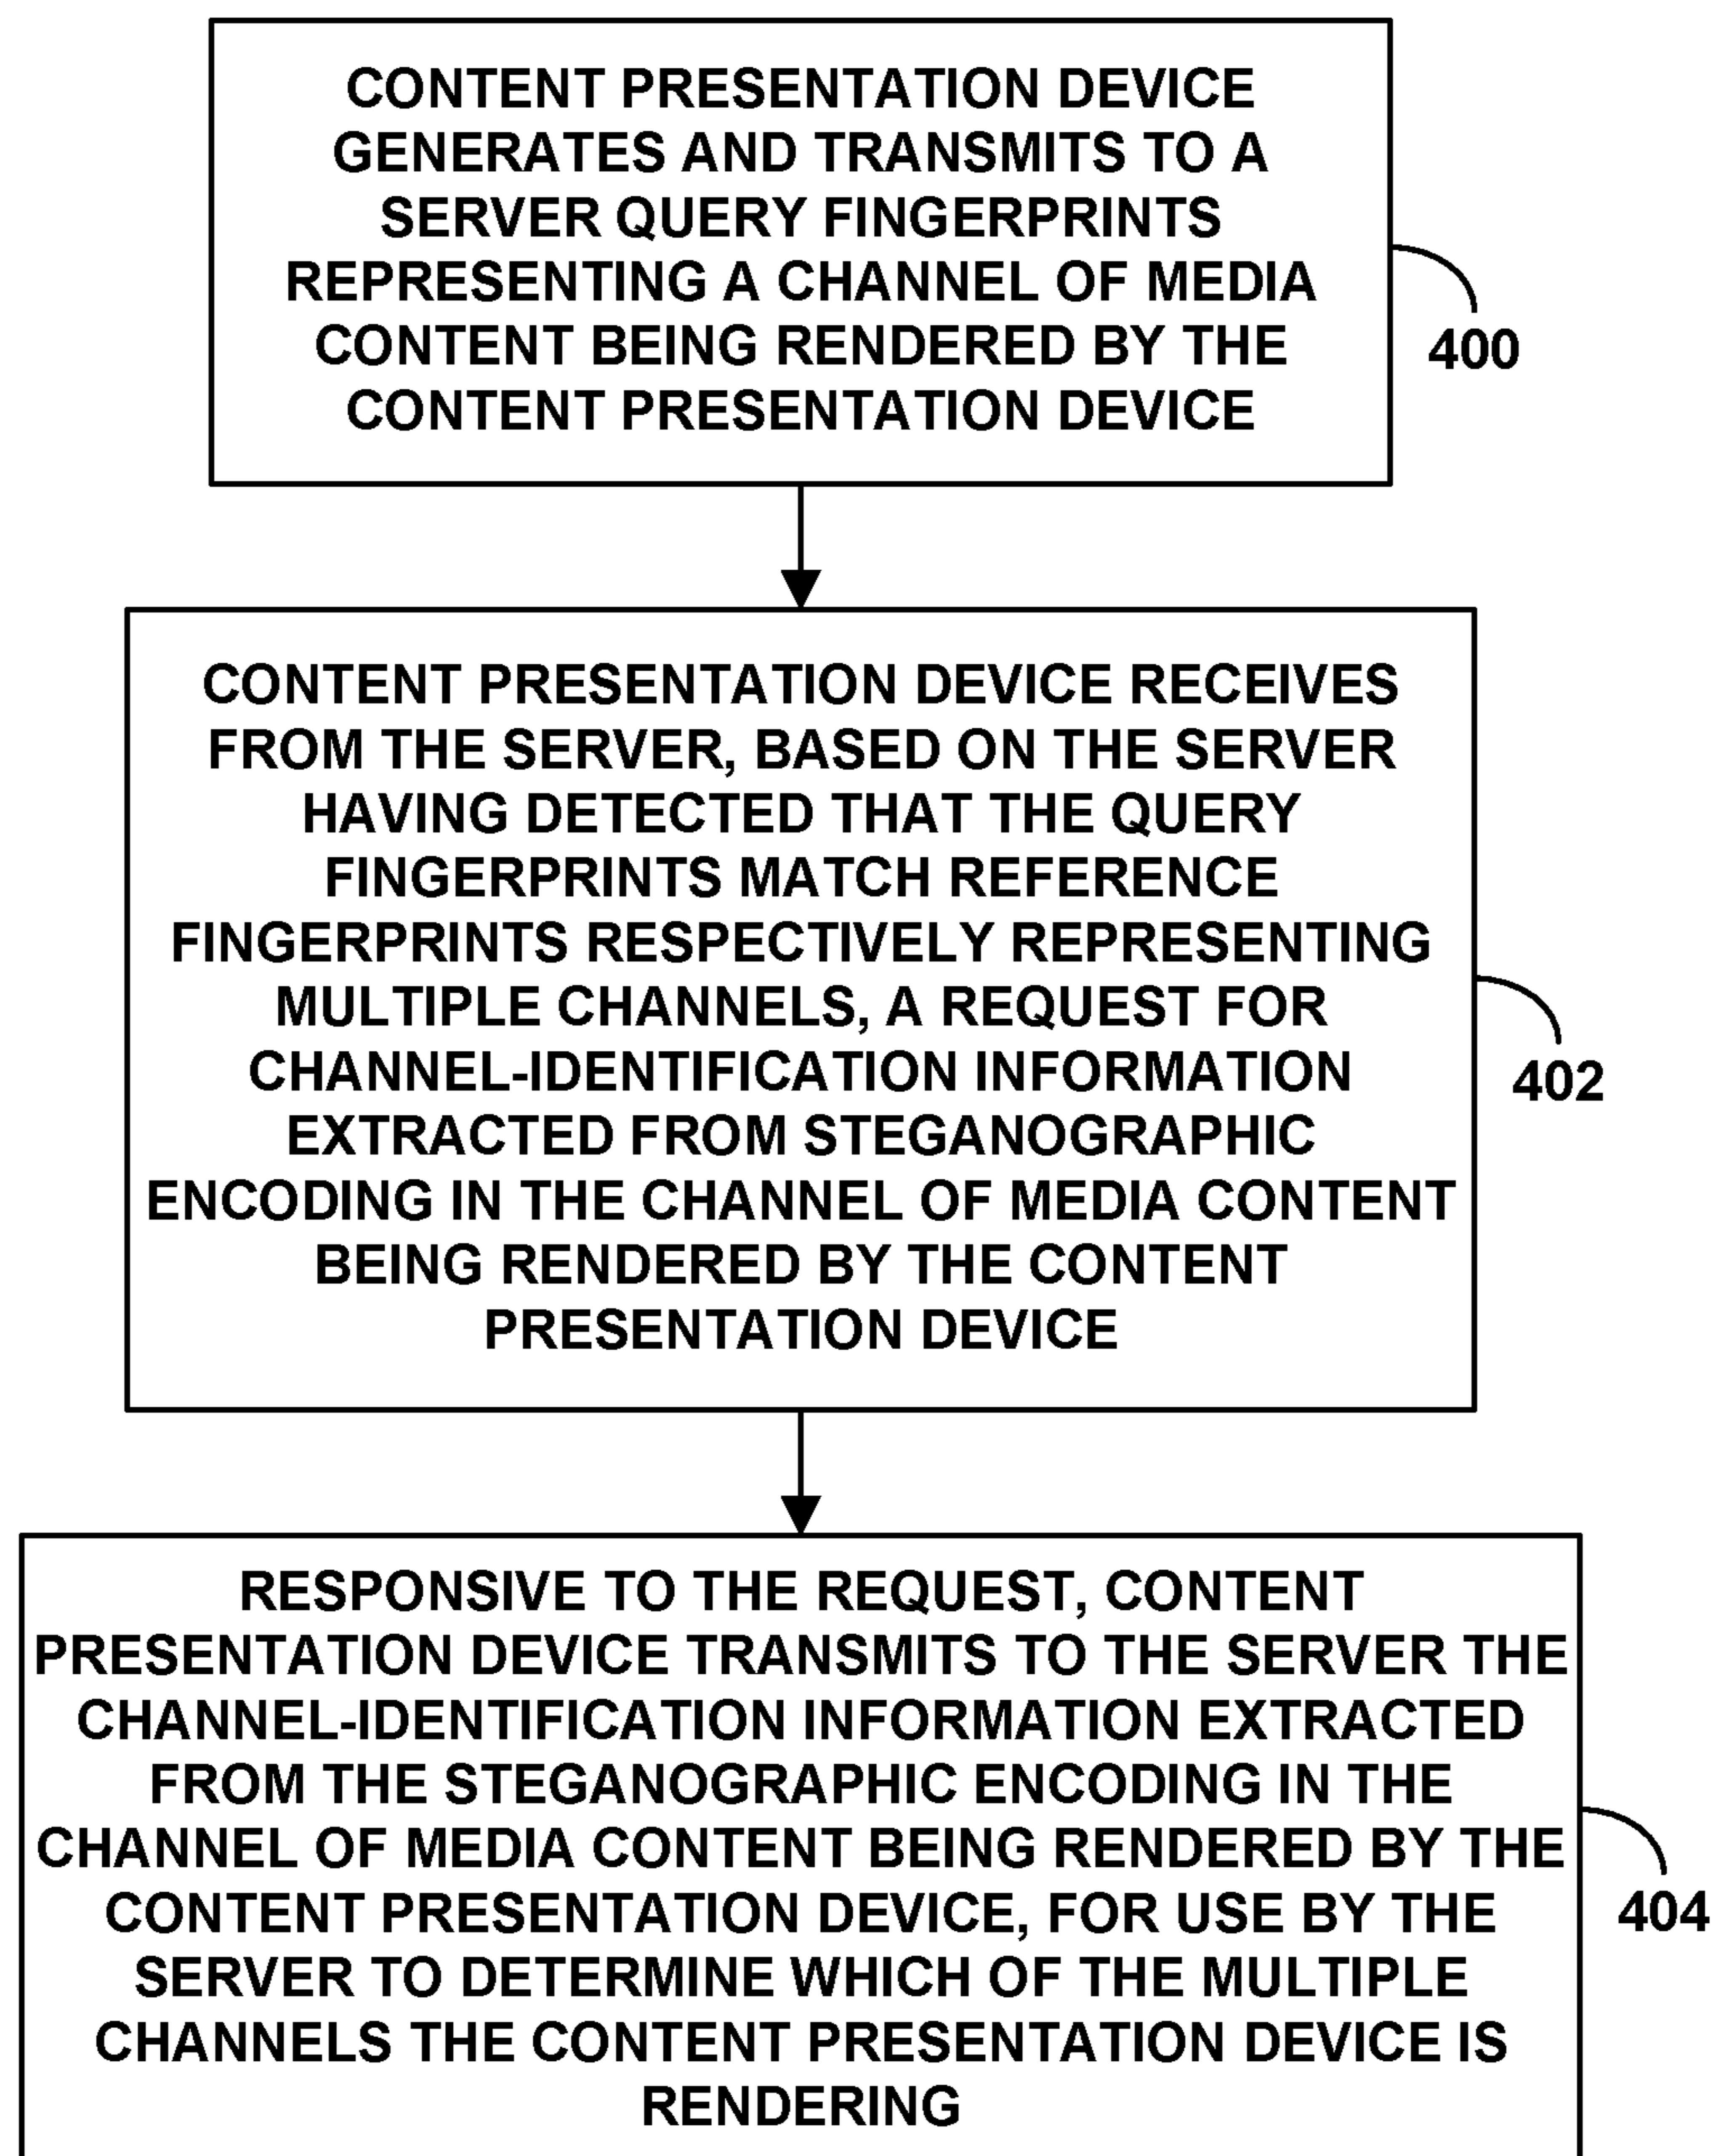 CONTENT PRESENTATION DEVICE
GENERATES AND TRANSMITS TO A
SERVER QUERY FINGERPRINTS
REPRESENTING A CHANNEL OF MEDIA
CONTENT BEING RENDERED BY THE
CONTENT PRESENTATION DEVICE
400
CONTENT PRESENTATION DEVICE RECEIVES
FROM THE SERVER, BASED ON THE SERVER
HAVING DETECTED THAT THE QUERY
FINGERPRINTS MATCH REFERENCE
FINGERPRINTS RESPECTIVELY REPRESENTING
MULTIPLE CHANNELS, A REQUEST FOR
CHANNEL-IDENTIFICATION INFORMATION
EXTRACTED FROM STEGANOGRAPHIC
ENCODING IN THE CHANNEL OF MEDIA CONTENT
BEING RENDERED BY THE CONTENT
PRESENTATION DEVICE
402
RESPONSIVE TO THE REQUEST, CONTENT
PRESENTATION DEVICE TRANSMITS TO THE SERVER THE
CHANNEL-IDENTIFICATION INFORMATION EXTRACTED
FROM THE STEGANOGRAPHIC ENCODING IN THE
CHANNEL OF MEDIA CONTENT BEING RENDERED BY THE
CONTENT PRESENTATION DEVICE, FOR USE BY THE
SERVER TO DETERMINE WHICH OF THE MULTIPLE
CHANNELS THE CONTENT PRESENTATION DEVICE IS
RENDERING
404